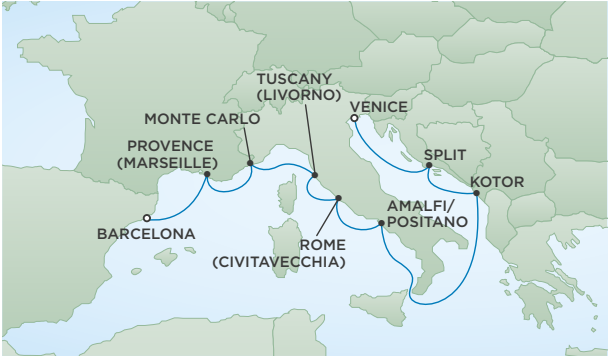 TUSCANY
(LIVORNO)
VENICE
MONTE CARLO
PROVENCE
(MARSEILLE)
SPLIT
KOTOR
AMALFI/
POSITANO
BARCELONA
ROME
(CIVITAVECCHIA)